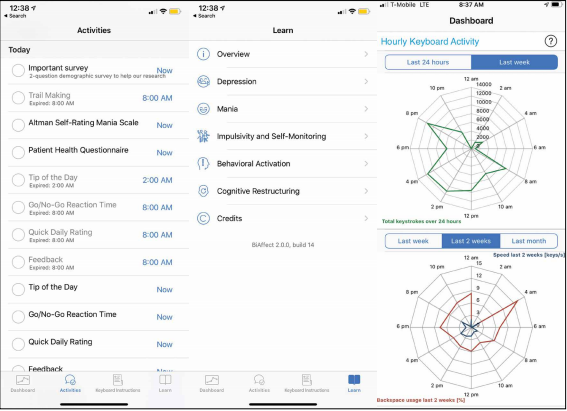 12:38
Search
Activities
Today
Important survey
2-question demographic survey to help our research
Now
Trail Making
Expired: 8:00 AM
8:00 AM
Altman Self-Rating Mania Scale
Now
Patient Health Questionnaire
Now
Tip of the Day
Expired: 2:00 AM
2:00 AM
Go/No-Go Reaction Time
Expired: 8:00 AM
8:00 AM
Quick Daily Rating
Expired: 8:00 AM
8:00 AM
Feedback
Expired: 8:00 AM
8:00 AM
Tip of the Day
Now
Go/No-Go Reaction Time
Now
Quick Daily Rating
Now
Feedback
Now
Dashboard
Activities
Keyboard Instructions
Learn
12:38
Search
Learn
Overview
Depression
Mania
Impulsivity and Self-Monitoring
Behavioral Activation
Cognitive Restructuring
Credits
BiAffect 2.0.0, build 14
Dashboard
Activities
Keyboard Instructions
Learn
T-Mobile LTE
8:37 AM
Dashboard
Hourly Keyboard Activity
?
Last 24 hours
Last week
12 am
14000
12000
10000
8000
6000
4000
2000
2 am
4 am
6 am
8 am
10 am
12 pm
2 pm
4 pm
6 pm
8 pm
10 pm
Total keystrokes over 24 hours
Last week
Last 2 weeks
Last month
Speed last 2 weeks [keys/s]
12 am
15
12
9
6
3
2 am
4 am
6 am
8 am
10 am
12 pm
2 pm
4 pm
6 pm
8 pm
10 pm
Backspace usage last 2 weeks [%]